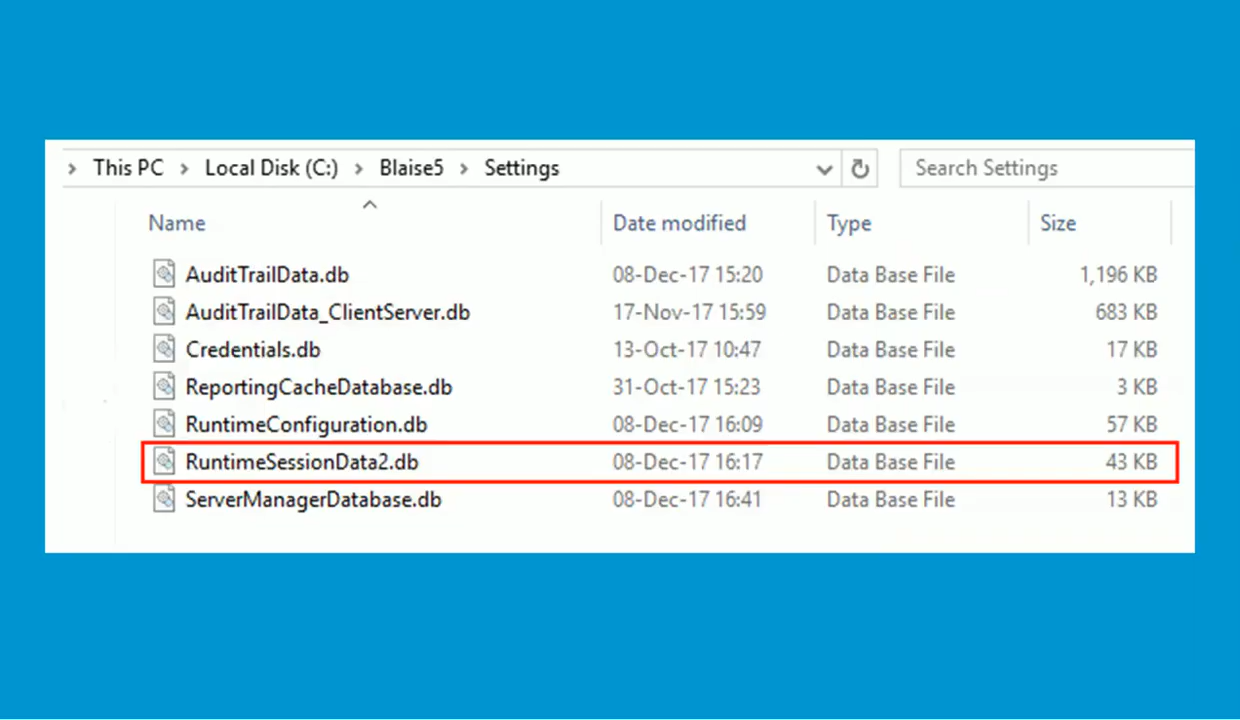 This PC > Local Disk (C:) > Blaise5 > Settings Search Settings
Name Date modified Type Size
AuditTrailData.db 08-Dec-17 15:20 Data Base File 1,196 KB
AuditTrailData_ClientServer.db 17-Nov-17 15:59 Data Base File 683 KB
Credentials.db 13-Oct-17 10:47 Data Base File 17 KB
ReportingCacheDatabase.db 31-Oct-17 15:23 Data Base File 3 KB
RuntimeConfiguration.db 08-Dec-17 16:09 Data Base File 57 KB
RuntimeSessionData2.db 08-Dec-17 16:17 Data Base File 43 KB
ServerManagerDatabase.db 08-Dec-17 16:41 Data Base File 13 KB